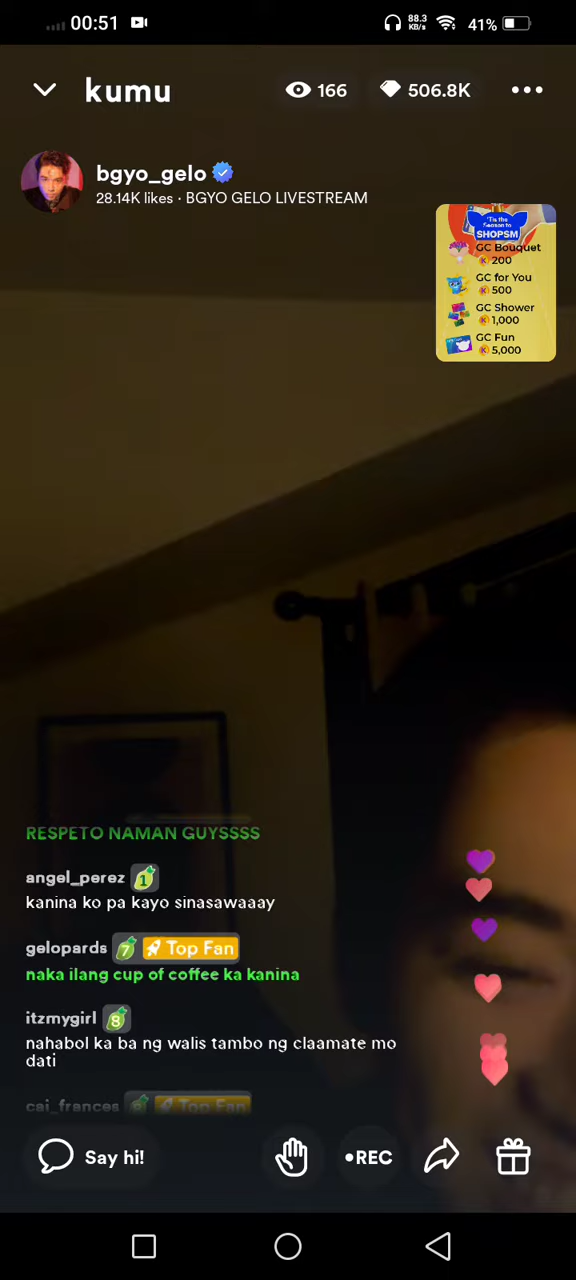 00:51
88.3
KB/s
41%
kumu
166
506.8K
bgyo_gelo
28.14K likes · BGYO GELO LIVESTREAM
'Tis the
Season to
SHOPSM
GC Bouquet
K 200
GC for You
K 500
GC Shower
K 1,000
GC Fun
K 5,000
RESPETO NAMAN GUYSSSS
angel_perez 1
kanina ko pa kayo sinasawaaay
gelopards 7 Top Fan
naka ilang cup of coffee ka kanina
itzmygirl 8
nahabol ka ba ng walis tambo ng claamate mo
dati
cai_frances Top Fan
Say hi!
•REC